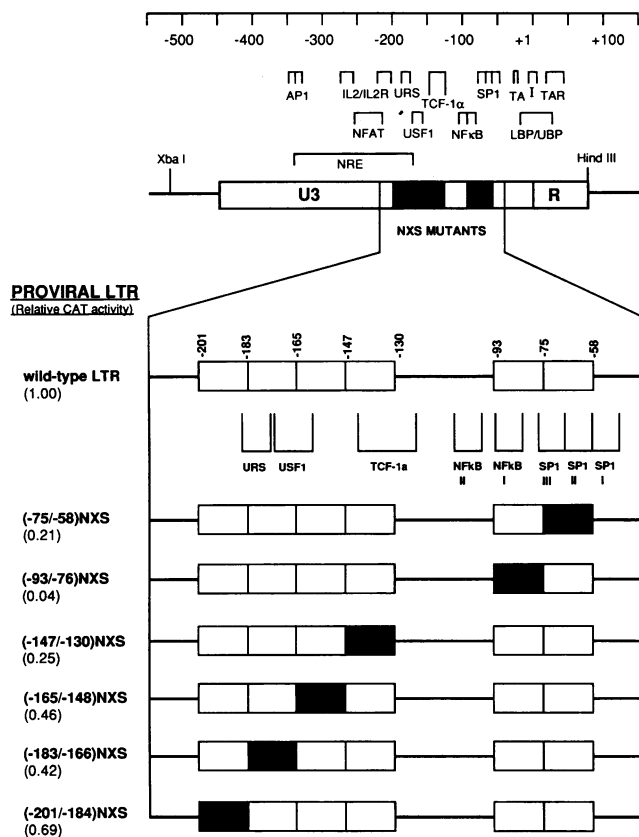 -500 -400 -300 -200 -100 +1 +100
AP1 IL2/IL2R URS TCF-1α SP1 TA I TAR
NFAT USF1 NFκB LBP/UBP
Xba I NRE Hind III
U3 R
NXS MUTANTS
PROVIRAL LTR
(Relative CAT activity)
-201 -183 -165 -147 -130 -93 -75 -58
wild-type LTR
(1.00)
URS USF1 TCF-1a NFkB II NFkB I SP1 III SP1 II SP1 I
(-75/-58)NXS
(0.21)
(-93/-76)NXS
(0.04)
(-147/-130)NXS
(0.25)
(-165/-148)NXS
(0.46)
(-183/-166)NXS
(0.42)
(-201/-184)NXS
(0.69)